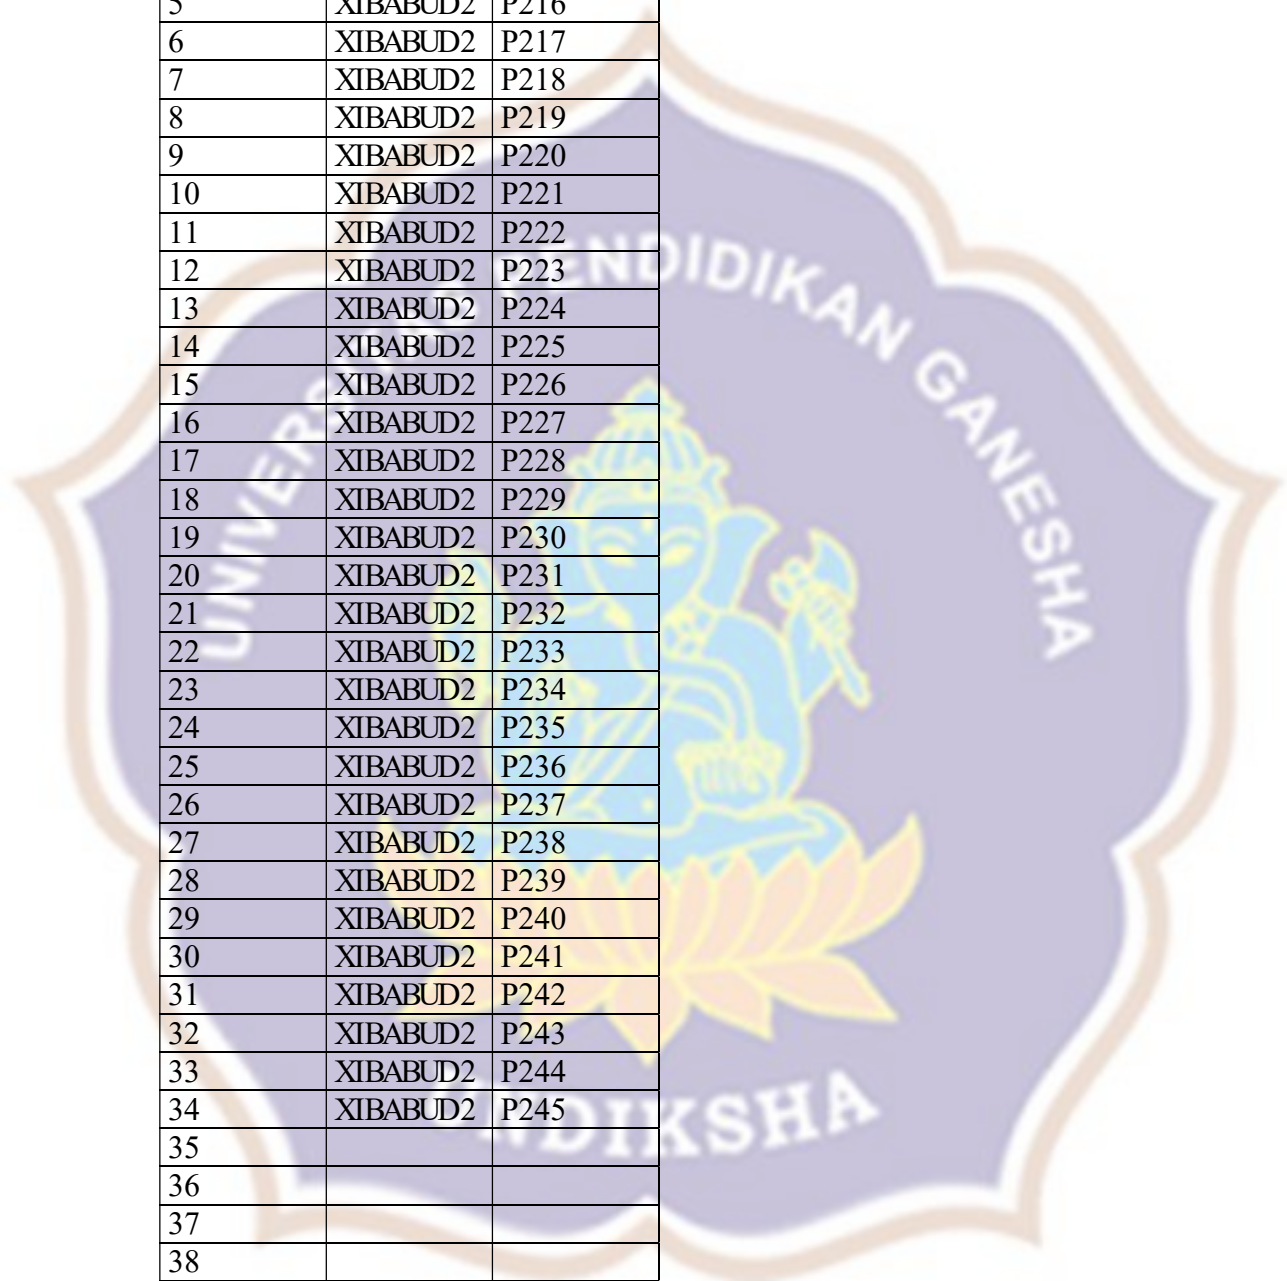 5 XIBABUD2 P216
6 XIBABUD2 P217
7 XIBABUD2 P218
8 XIBABUD2 P219
9 XIBABUD2 P220
10 XIBABUD2 P221
11 XIBABUD2 P222
12 XIBABUD2 P223
13 XIBABUD2 P224
14 XIBABUD2 P225
15 XIBABUD2 P226
16 XIBABUD2 P227
17 XIBABUD2 P228
18 XIBABUD2 P229
19 XIBABUD2 P230
20 XIBABUD2 P231
21 XIBABUD2 P232
22 XIBABUD2 P233
23 XIBABUD2 P234
24 XIBABUD2 P235
25 XIBABUD2 P236
26 XIBABUD2 P237
27 XIBABUD2 P238
28 XIBABUD2 P239
29 XIBABUD2 P240
30 XIBABUD2 P241
31 XIBABUD2 P242
32 XIBABUD2 P243
33 XIBABUD2 P244
34 XIBABUD2 P245
35
36
37
38
UNIVERSITAS PENDIDIKAN GANESHA
UNDIKSHA